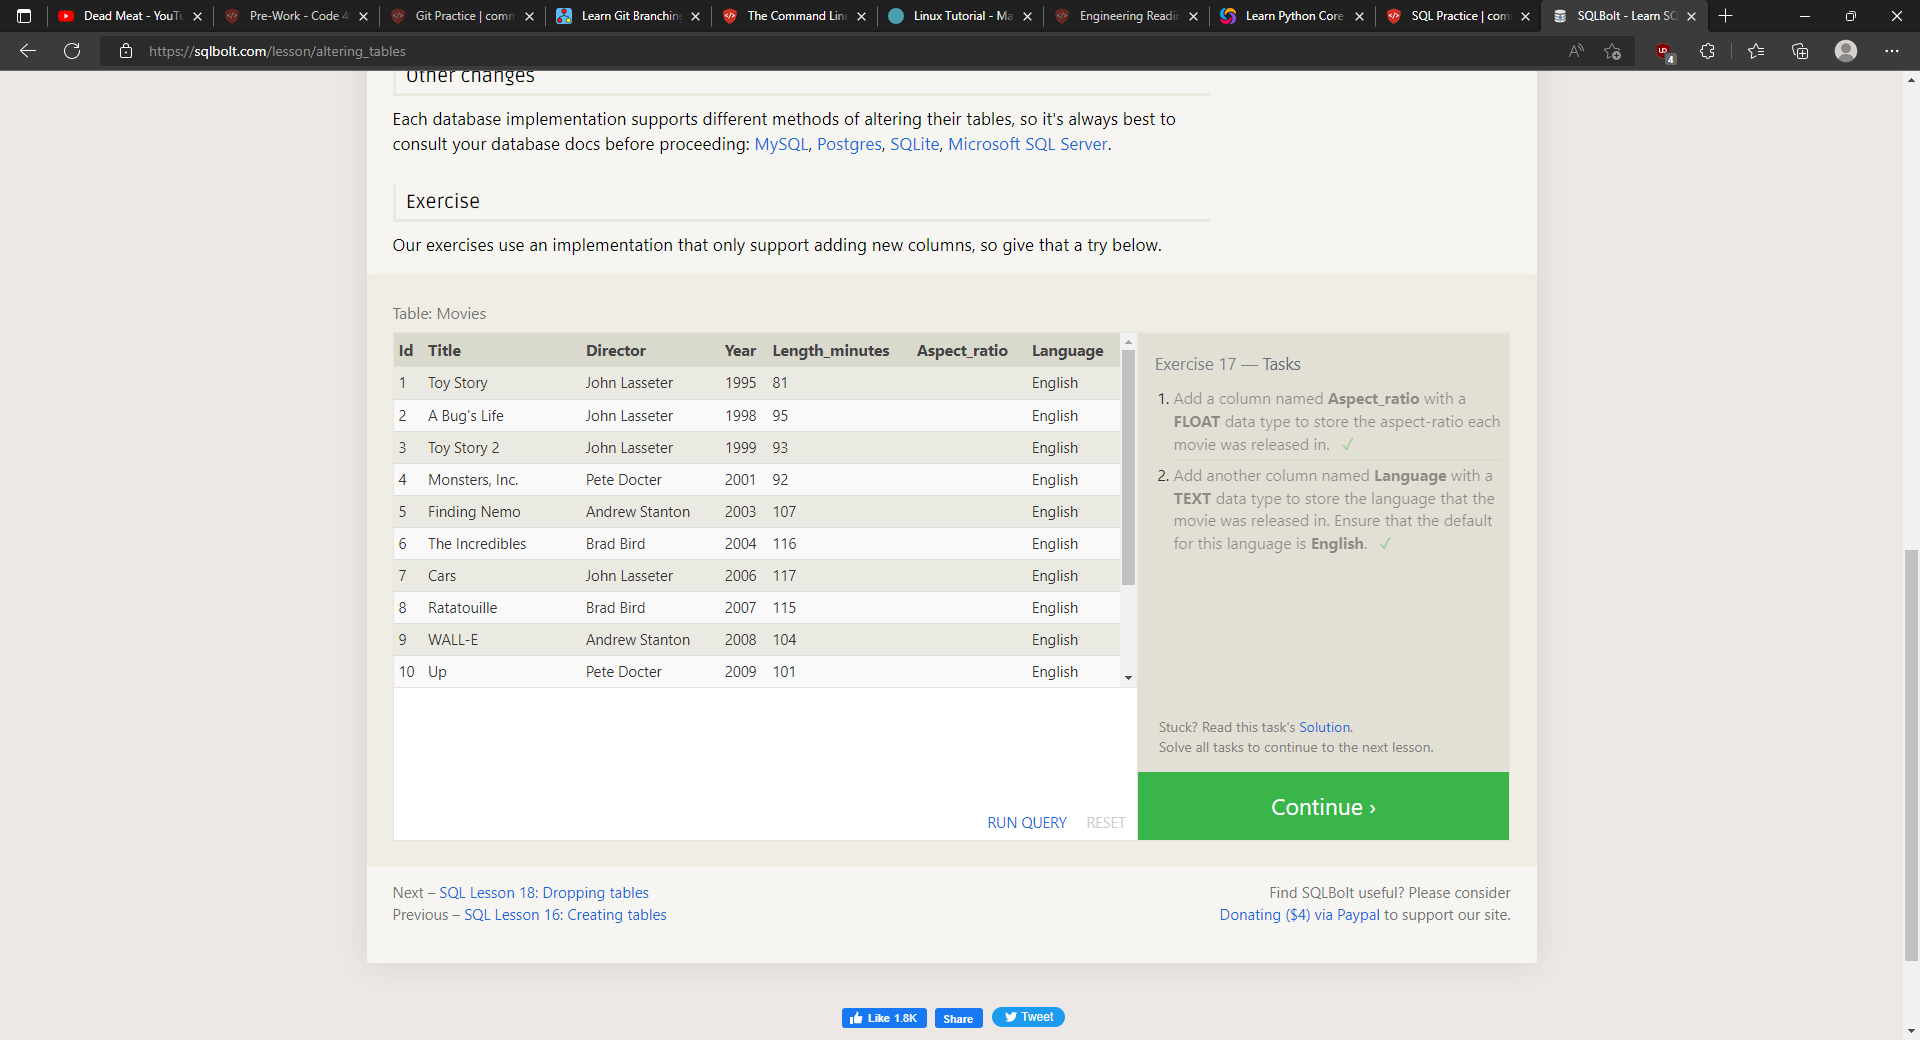 Dead Meat - YouTu
Pre-Work - Code 4
Git Practice | comm
Learn Git Branching
The Command Line
Linux Tutorial - Ma
Engineering Readin
Learn Python Core
SQL Practice | com
SQLBolt - Learn SQ
https://sqlbolt.com/lesson/altering_tables
4
Other changes
Each database implementation supports different methods of altering their tables, so it's always best to
consult your database docs before proceeding: MySQL, Postgres, SQLite, Microsoft SQL Server.
Exercise
Our exercises use an implementation that only support adding new columns, so give that a try below.
Table: Movies
Id Title Director Year Length_minutes Aspect_ratio Language
1 Toy Story John Lasseter 1995 81 English
2 A Bug's Life John Lasseter 1998 95 English
3 Toy Story 2 John Lasseter 1999 93 English
4 Monsters, Inc. Pete Docter 2001 92 English
5 Finding Nemo Andrew Stanton 2003 107 English
6 The Incredibles Brad Bird 2004 116 English
7 Cars John Lasseter 2006 117 English
8 Ratatouille Brad Bird 2007 115 English
9 WALL-E Andrew Stanton 2008 104 English
10 Up Pete Docter 2009 101 English
RUN QUERY RESET
Exercise 17 — Tasks
1. Add a column named Aspect_ratio with a
FLOAT data type to store the aspect-ratio each
movie was released in. ✓
2. Add another column named Language with a
TEXT data type to store the language that the
movie was released in. Ensure that the default
for this language is English. ✓
Stuck? Read this task's Solution.
Solve all tasks to continue to the next lesson.
Continue ›
Next – SQL Lesson 18: Dropping tables
Previous – SQL Lesson 16: Creating tables
Find SQLBolt useful? Please consider
Donating ($4) via Paypal to support our site.
Like 1.8K
Share
Tweet